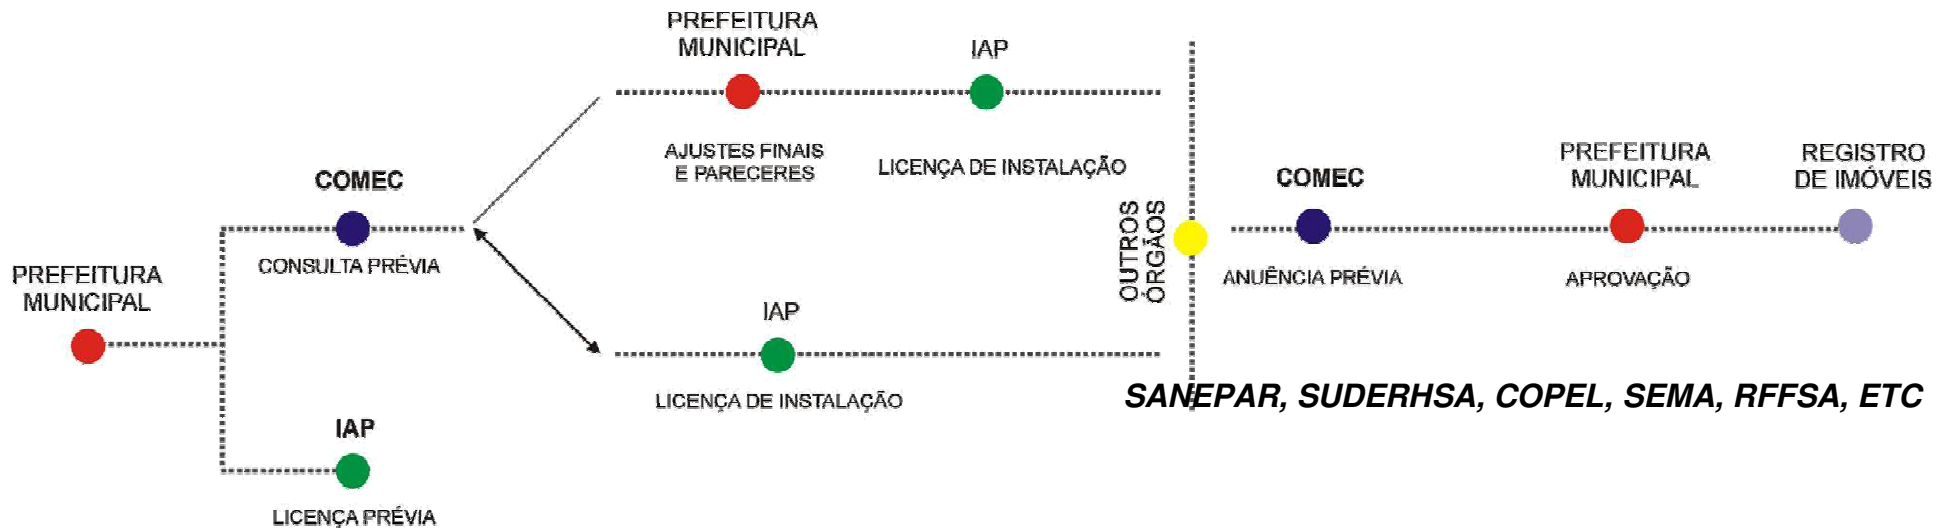 PREFEITURA
MUNICIPAL
COMEC
CONSULTA PRÉVIA
IAP
LICENÇA PRÉVIA
PREFEITURA
MUNICIPAL
AJUSTES FINAIS
E PARECERES
IAP
LICENÇA DE INSTALAÇÃO
IAP
LICENÇA DE INSTALAÇÃO
OUTROS
ÓRGÃOS
COMEC
ANUÊNCIA PRÉVIA
PREFEITURA
MUNICIPAL
APROVAÇÃO
REGISTRO
DE IMÓVEIS
SANEPAR, SUDERHSA, COPEL, SEMA, RFFSA, ETC